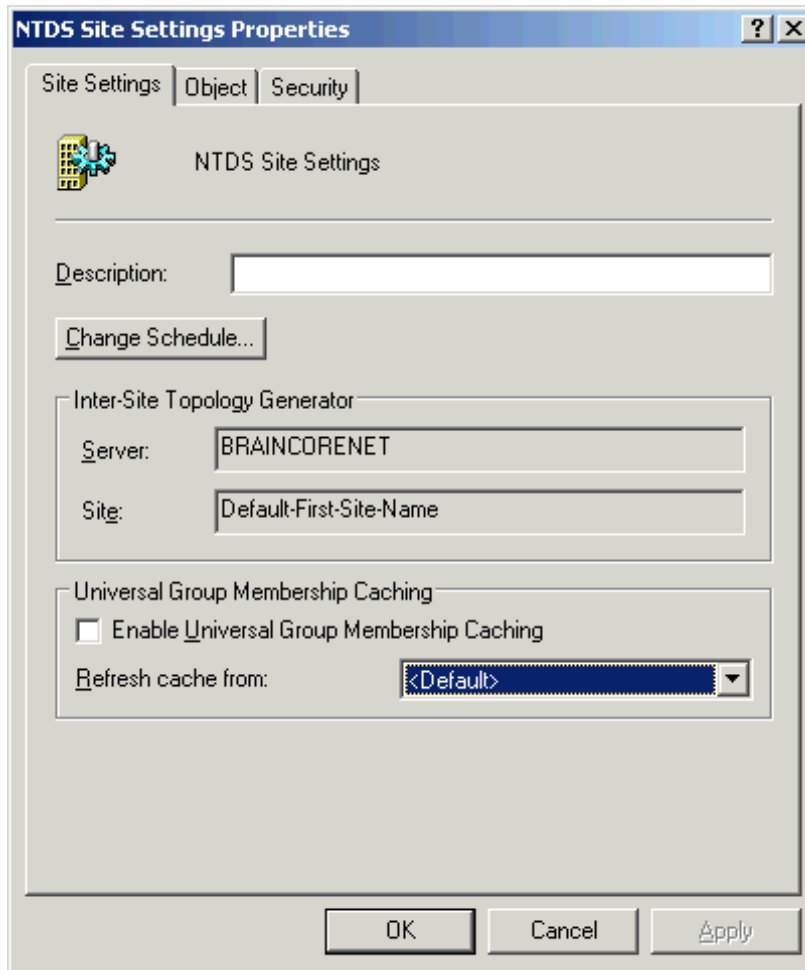 NTDS Site Settings Properties
Site Settings Object Security
NTDS Site Settings
Description:
Change Schedule...
Inter-Site Topology Generator
Server: BRAINCORENET
Site: Default-First-Site-Name
Universal Group Membership Caching
Enable Universal Group Membership Caching
Refresh cache from: <Default>
OK Cancel Apply